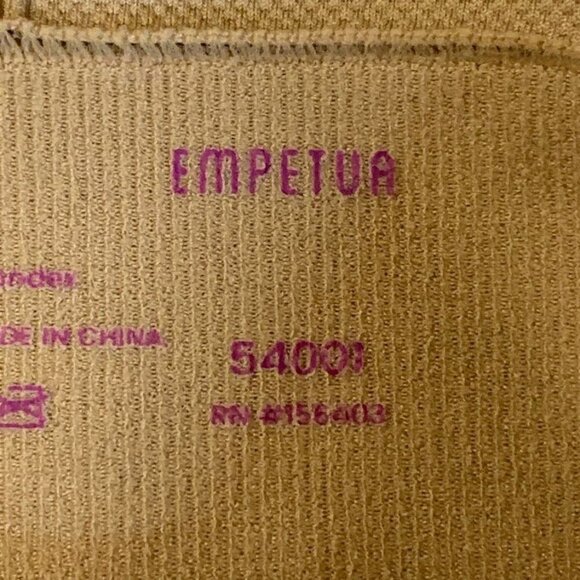 EMPETUA
andex
DE IN CHINA
54001
RN #156403